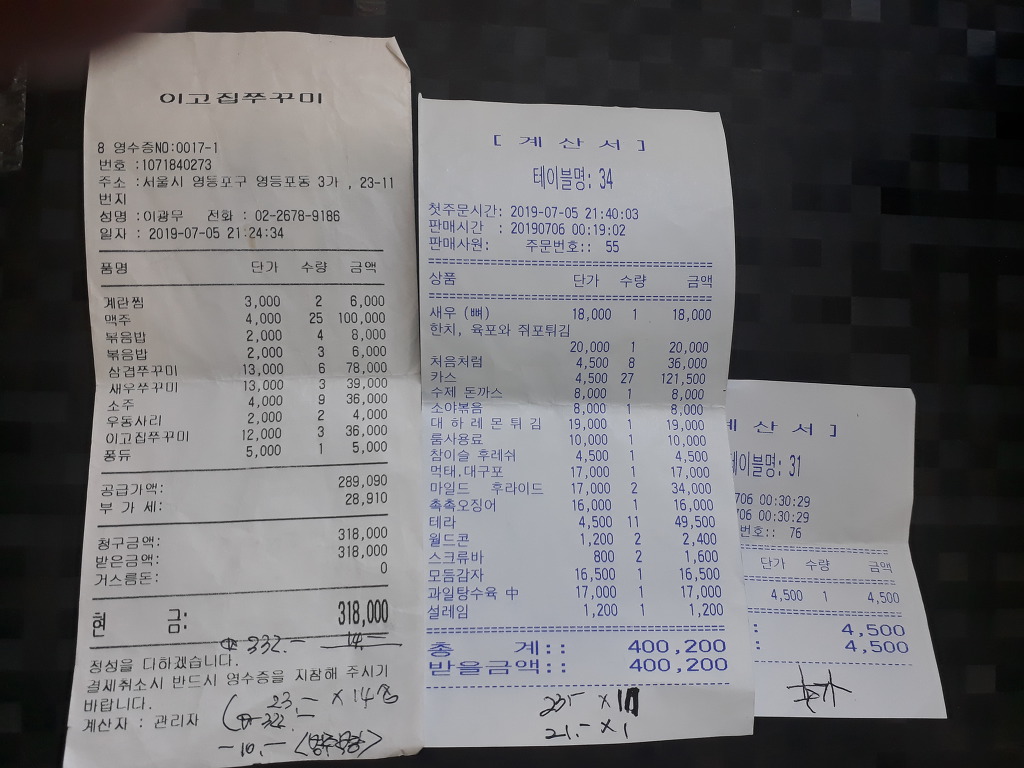 이고집쭈꾸미
8 영수증NO:0017-1
번호 :1071840273
주소 :서울시 영등포구 영등포동 3가 , 23-11
번지
성명 :이광무 전화 : 02-2678-9186
일자 : 2019-07-05 21:24:34
품명 단가 수량 금액
계란찜 3,000 2 6,000
맥주 4,000 25 100,000
볶음밥 2,000 4 8,000
볶음밥 2,000 3 6,000
삼겹쭈꾸미 13,000 6 78,000
새우쭈꾸미 13,000 3 39,000
소주 4,000 9 36,000
우동사리 2,000 2 4,000
이고집쭈꾸미 12,000 3 36,000
퐁듀 5,000 1 5,000
공급가액: 289,090
부 가 세: 28,910
청구금액: 318,000
받은금액: 318,000
거스름돈: 0
현 금: 318,000
332.- 14.-
정성을 다하겠습니다.
결제취소시 반드시 영수증을 지참해 주시기
바랍니다.
계산자 : 관리자
23.- × 14名
322.-
-10.-
[ 계 산 서 ]
테이블명: 34
첫주문시간: 2019-07-05 21:40:03
판매시간 : 20190706 00:19:02
판매사원: 주문번호:: 55
상품 단가 수량 금액
새우 (뼈) 18,000 1 18,000
한치, 육포와 쥐포튀김
20,000 1 20,000
처음처럼 4,500 8 36,000
카스 4,500 27 121,500
수제 돈까스 8,000 1 8,000
소야볶음 8,000 1 8,000
대 하 레 몬 튀 김 19,000 1 19,000
룸사용료 10,000 1 10,000
참이슬 후레쉬 4,500 1 4,500
먹태.대구포 17,000 1 17,000
마일드 후라이드 17,000 2 34,000
촉촉오징어 16,000 1 16,000
테라 4,500 11 49,500
월드콘 1,200 2 2,400
스크류바 800 2 1,600
모둠감자 16,500 1 16,500
과일탕수육 中 17,000 1 17,000
설레임 1,200 1 1,200
총 계:: 400,200
받을금액:: 400,200
21.- ×1
계 산 서 ]
테이블명: 31
706 00:30:29
706 00:30:29
번호:: 76
단가 수량 금액
4,500 1 4,500
: 4,500
: 4,500